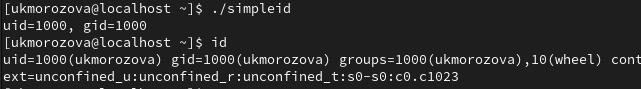 [ukmorozova@localhost ~]$ ./simpleid
uid=1000, gid=1000
[ukmorozova@localhost ~]$ id
uid=1000(ukmorozova) gid=1000(ukmorozova) groups=1000(ukmorozova),10(wheel) cont
ext=unconfined_u:unconfined_r:unconfined_t:s0-s0:c0.c1023